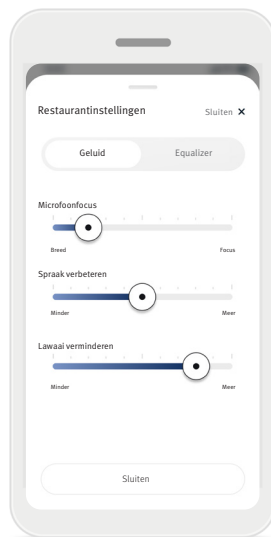 Restaurantinstellingen Sluiten ✕
Geluid Equalizer
Microfoonfocus
Breed Focus
Spraak verbeteren
Minder Meer
Lawaai verminderen
Minder Meer
Sluiten